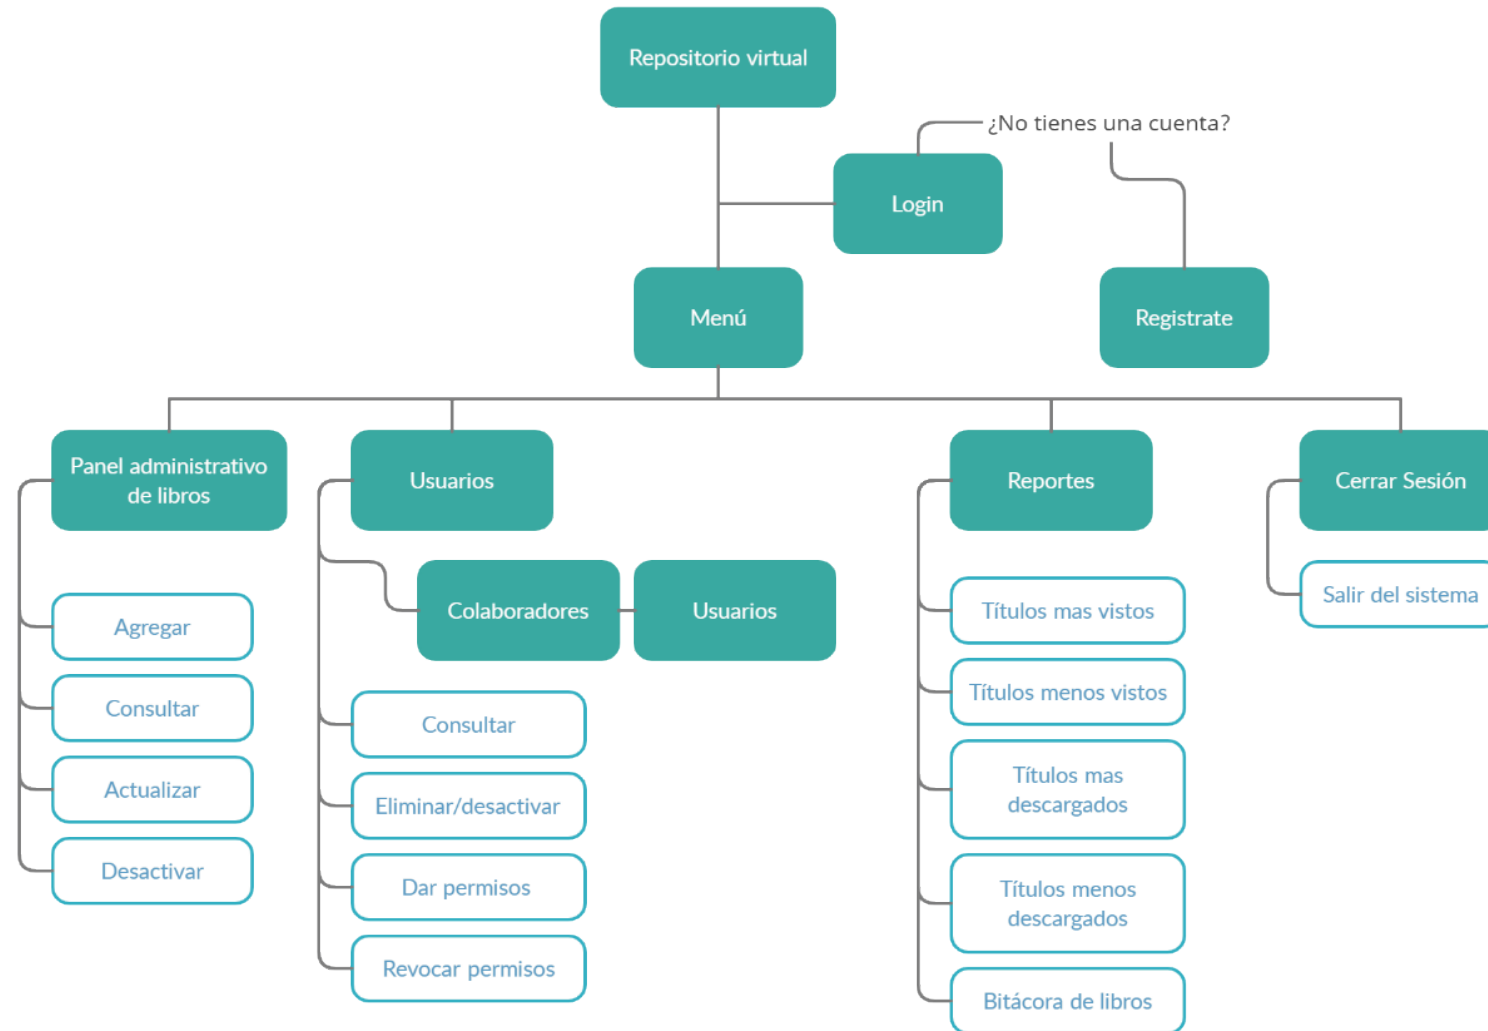 Repositorio virtual
¿No tienes una cuenta?
Login
Menú
Registrate
Panel administrativo
de libros
Agregar
Consultar
Actualizar
Desactivar
Usuarios
Colaboradores
Usuarios
Consultar
Eliminar/desactivar
Dar permisos
Revocar permisos
Reportes
Títulos mas vistos
Títulos menos vistos
Títulos mas
descargados
Títulos menos
descargados
Bitácora de libros
Cerrar Sesión
Salir del sistema